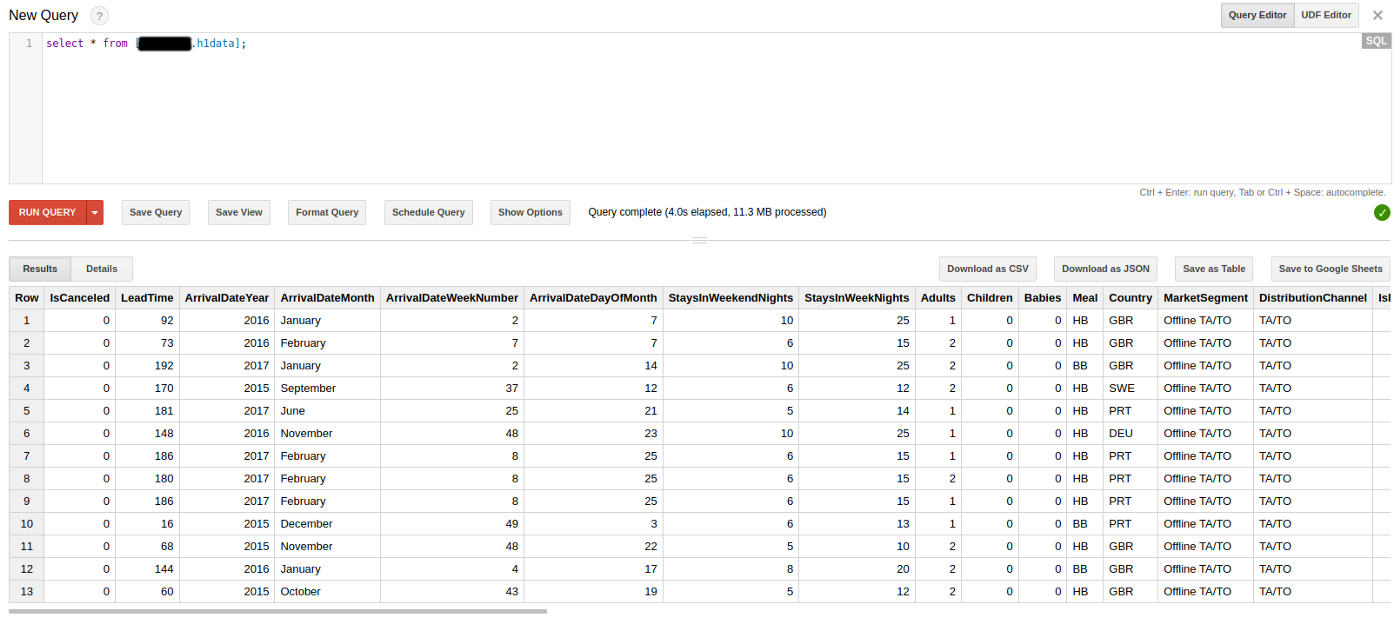 New Query ? Query Editor UDF Editor ✕
1 select * from [.h1data]; SQL
Ctrl + Enter: run query, Tab or Ctrl + Space: autocomplete.
RUN QUERY Save Query Save View Format Query Schedule Query Show Options Query complete (4.0s elapsed, 11.3 MB processed)
Results Details Download as CSV Download as JSON Save as Table Save to Google Sheets
Row IsCanceled LeadTime ArrivalDateYear ArrivalDateMonth ArrivalDateWeekNumber ArrivalDateDayOfMonth StaysInWeekendNights StaysInWeekNights Adults Children Babies Meal Country MarketSegment DistributionChannel
1 0 92 2016 January 2 7 10 25 1 0 0 HB GBR Offline TA/TO TA/TO
2 0 73 2016 February 7 7 6 15 2 0 0 HB GBR Offline TA/TO TA/TO
3 0 192 2017 January 2 14 10 25 2 0 0 BB GBR Offline TA/TO TA/TO
4 0 170 2015 September 37 12 6 12 2 0 0 HB SWE Offline TA/TO TA/TO
5 0 181 2017 June 25 21 5 14 1 0 0 HB PRT Offline TA/TO TA/TO
6 0 148 2016 November 48 23 10 25 1 0 0 HB DEU Offline TA/TO TA/TO
7 0 186 2017 February 8 25 6 15 1 0 0 HB PRT Offline TA/TO TA/TO
8 0 180 2017 February 8 25 6 15 2 0 0 HB PRT Offline TA/TO TA/TO
9 0 186 2017 February 8 25 6 15 1 0 0 HB PRT Offline TA/TO TA/TO
10 0 16 2015 December 49 3 6 13 1 0 0 BB PRT Offline TA/TO TA/TO
11 0 68 2015 November 48 22 5 10 2 0 0 HB GBR Offline TA/TO TA/TO
12 0 144 2016 January 4 17 8 20 2 0 0 BB GBR Offline TA/TO TA/TO
13 0 60 2015 October 43 19 5 12 2 0 0 HB GBR Offline TA/TO TA/TO